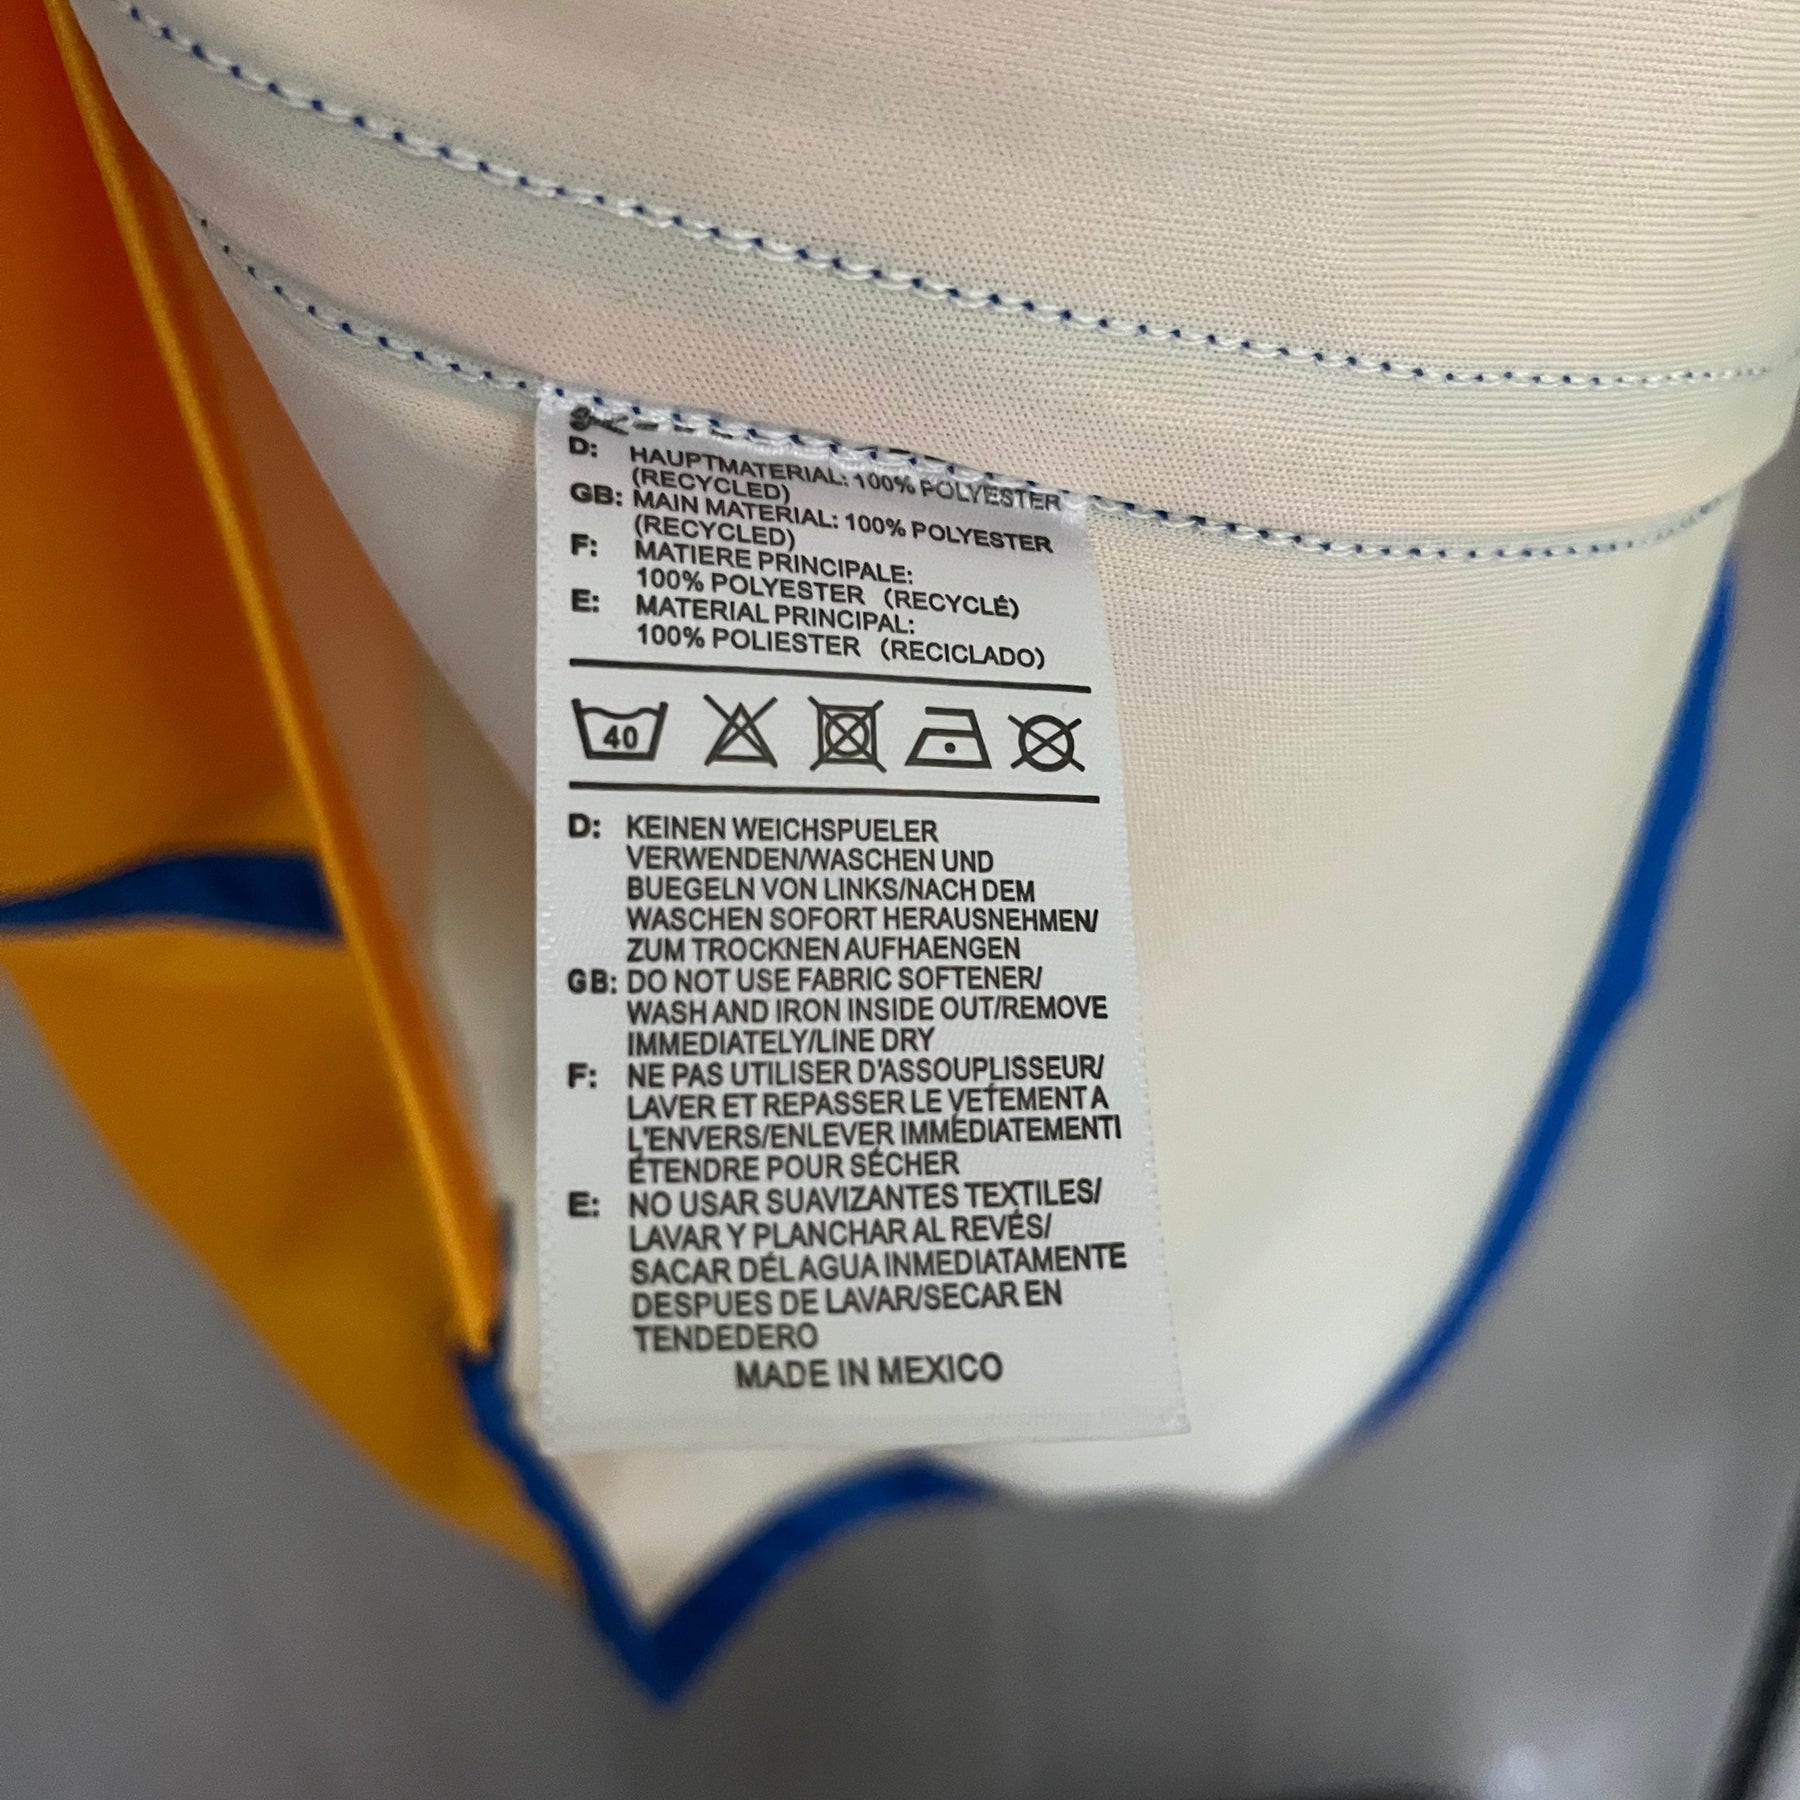 D: HAUPTMATERIAL: 100% POLYESTER
(RECYCLED)
GB: MAIN MATERIAL: 100% POLYESTER
(RECYCLED)
F: MATIERE PRINCIPALE:
100% POLYESTER (RECYCLÉ)
E: MATERIAL PRINCIPAL:
100% POLIESTER (RECICLADO)
40
D: KEINEN WEICHSPUELER
VERWENDEN/WASCHEN UND
BUEGELN VON LINKS/NACH DEM
WASCHEN SOFORT HERAUSNEHMEN/
ZUM TROCKNEN AUFHAENGEN
GB: DO NOT USE FABRIC SOFTENER/
WASH AND IRON INSIDE OUT/REMOVE
IMMEDIATELY/LINE DRY
F: NE PAS UTILISER D'ASSOUPLISSEUR/
LAVER ET REPASSER LE VETEMENT A
L'ENVERS/ENLEVER IMMÉDIATEMENTI
ÉTENDRE POUR SÉCHER
E: NO USAR SUAVIZANTES TEXTILES/
LAVAR Y PLANCHAR AL REVÉS/
SACAR DÉL AGUA INMEDIATAMENTE
DESPUES DE LAVAR/SECAR EN
TENDEDERO
MADE IN MEXICO